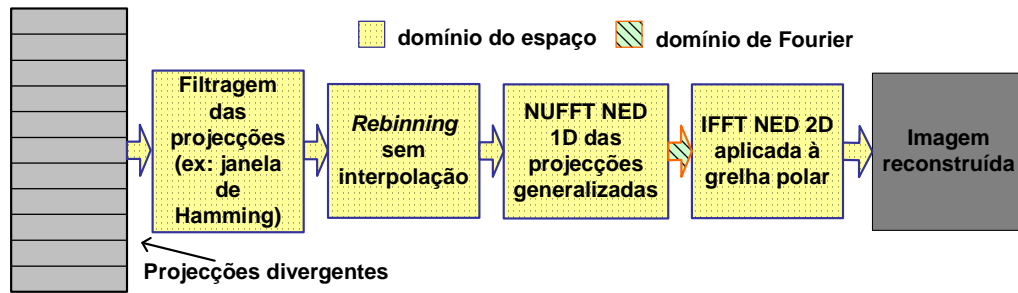 domínio do espaço
domínio de Fourier
Filtragem
das
projecções
(ex: janela
de
Hamming)
Rebinning
sem
interpolação
NUFFT NED
1D das
projecções
generalizadas
IFFT NED 2D
aplicada à
grelha polar
Imagem
reconstruída
Projecções divergentes